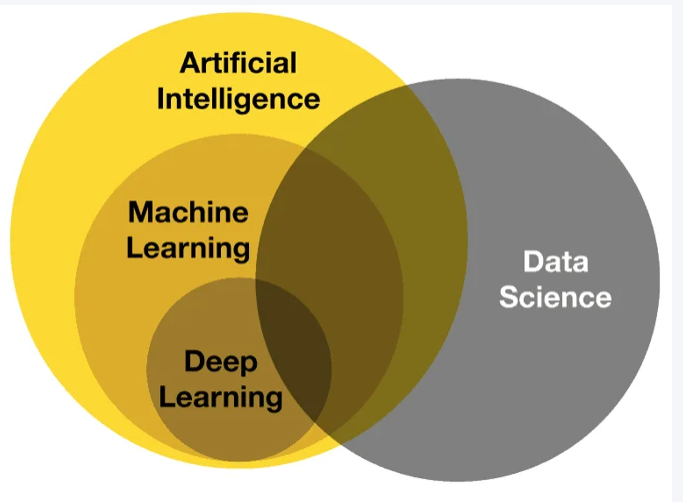 Artificial
Intelligence
Machine
Learning
Deep
Learning
Data
Science